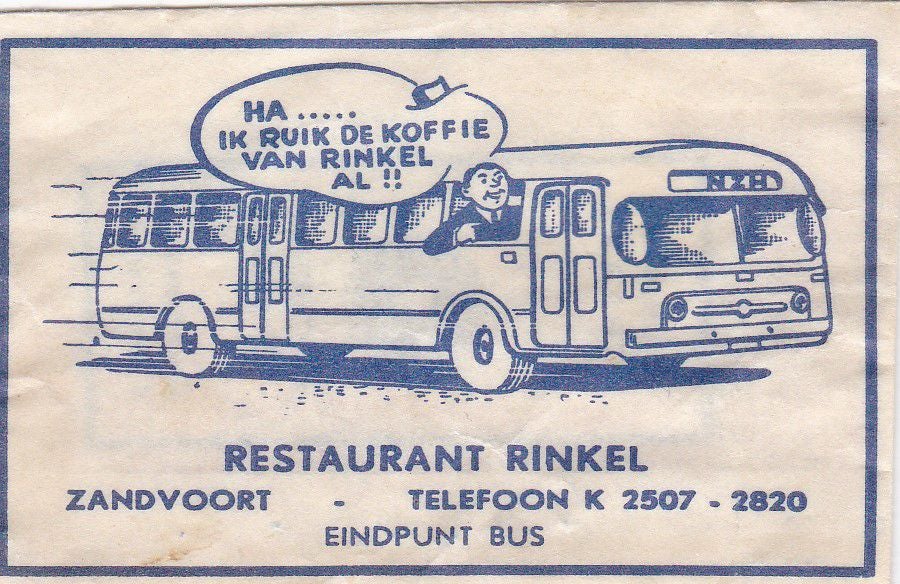 HA .....
IK RUIK DE KOFFIE
VAN RINKEL
AL !!
NZH
RESTAURANT RINKEL
ZANDVOORT - TELEFOON K 2507 - 2820
EINDPUNT BUS